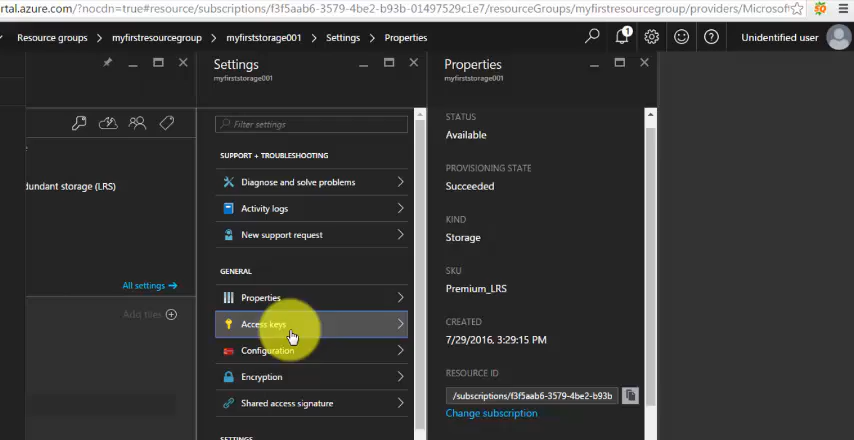 rtal.azure.com/?nocdn=true#resource/subscriptions/f3f5aab6-3579-4be2-b93b-01497529c1e7/resourceGroups/myfirstresourcegroup/providers/Microsof
Resource groups > myfirstresourcegroup > myfirststorage001 > Settings > Properties
1
Unidentified user
dundant storage (LRS)
All settings →
Add tiles
Settings
myfirststorage001
Filter settings
SUPPORT + TROUBLESHOOTING
Diagnose and solve problems
Activity logs
New support request
GENERAL
Properties
Access keys
Configuration
Encryption
Shared access signature
SETTINGS
Properties
myfirststorage001
STATUS
Available
PROVISIONING STATE
Succeeded
KIND
Storage
SKU
Premium_LRS
CREATED
7/29/2016, 3:29:15 PM
RESOURCE ID
/subscriptions/f3f5aab6-3579-4be2-b93b
Change subscription